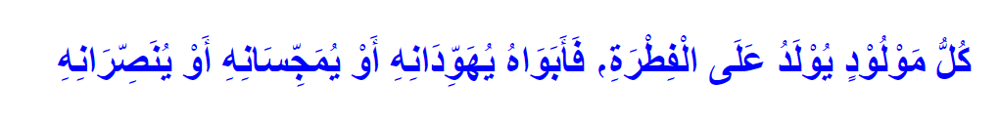 كُلُّ مَوْلُوْدٍ يُوْلَدُ عَلَى الْفِطْرَةِ، فَأَبَوَاهُ يُهَوِّدَانِهِ أَوْ يُمَجِّسَانِهِ أَوْ يُنَصِّرَانِهِ